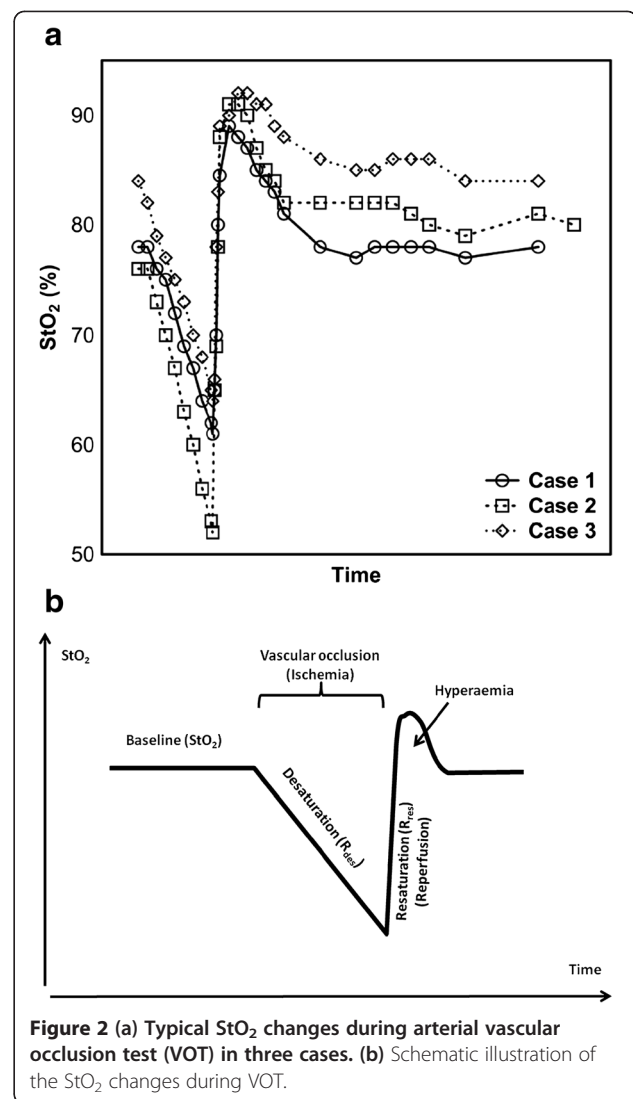 a
90
80
70
60
50
StO₂ (%)
Case 1
Case 2
Case 3
Time
b
StO₂
Vascular occlusion
(Ischemia)
Hyperaemia
Baseline (StO₂)
Desaturation (R_des)
Resaturation (R_res)
(Reperfusion)
Time
Figure 2 (a) Typical StO₂ changes during arterial vascular
occlusion test (VOT) in three cases. (b) Schematic illustration of
the StO₂ changes during VOT.